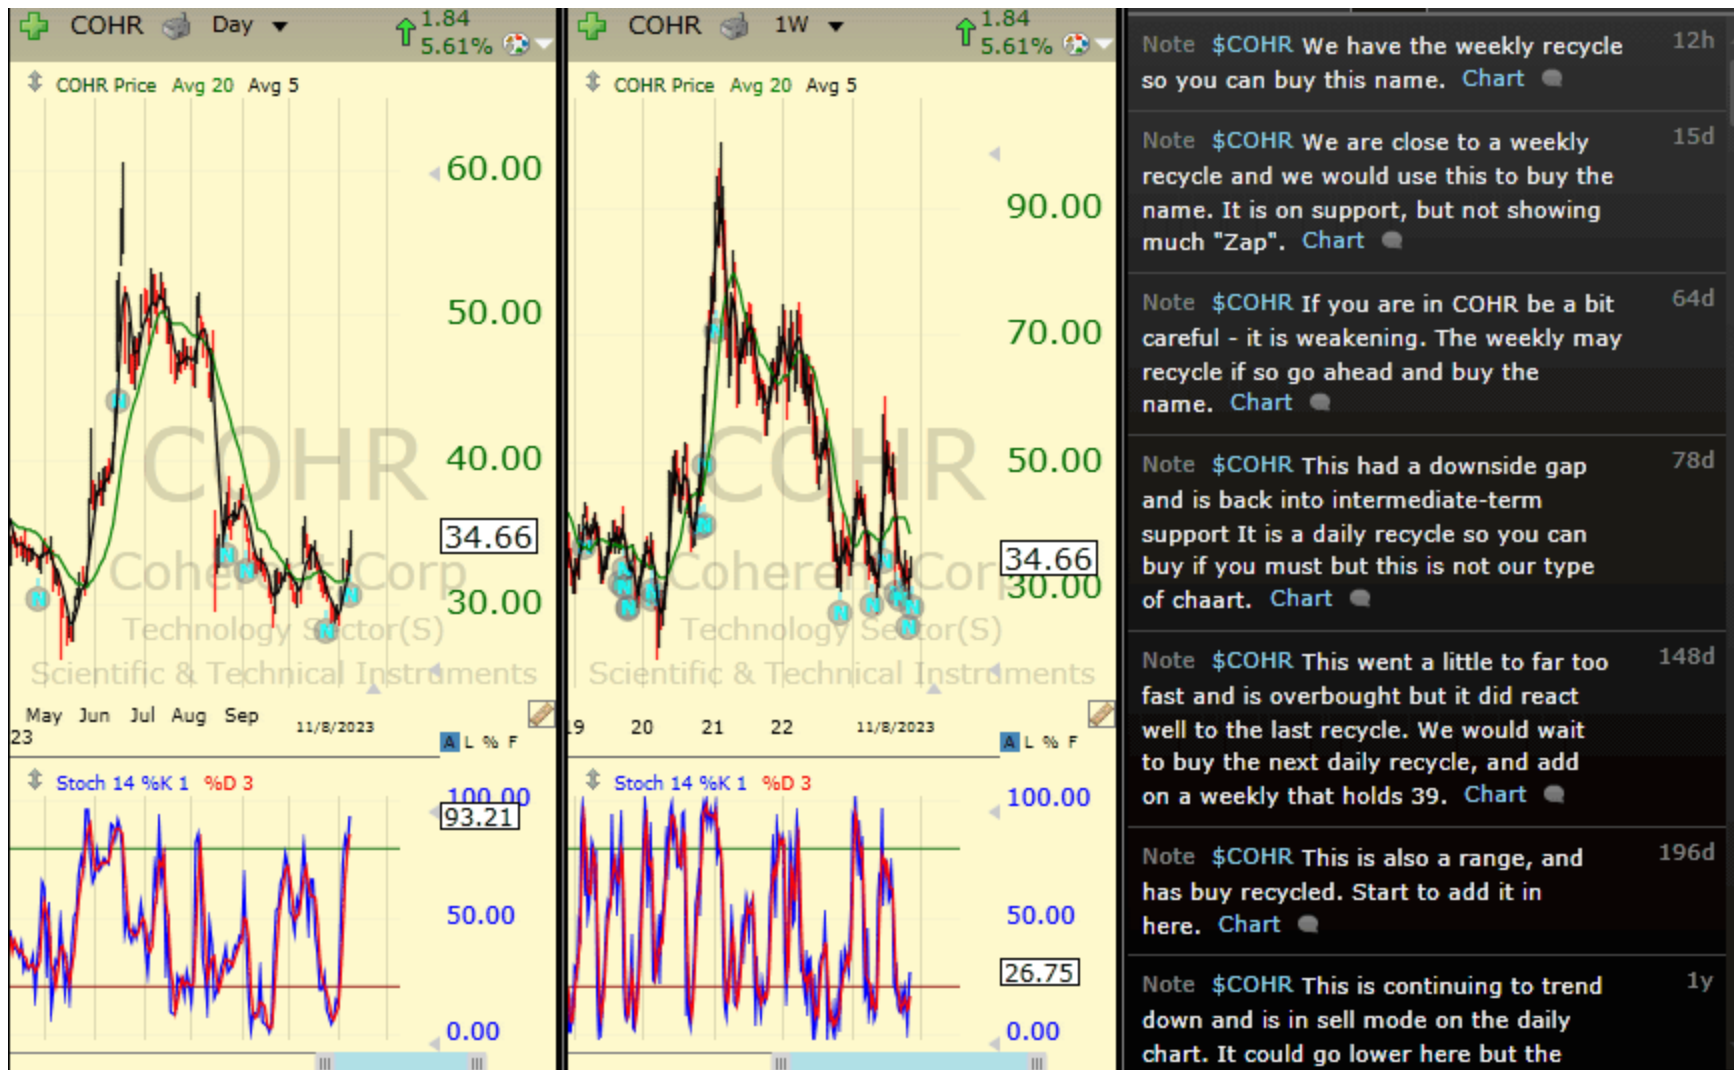 COHR Day
1.84
5.61%
COHR Price Avg 20 Avg 5
60.00
50.00
40.00
34.66
30.00
COHR
Coherent Corp
Technology Sector(S)
Scientific & Technical Instruments
May Jun Jul Aug Sep
23
11/8/2023
A L % F
Stoch 14 %K 1 %D 3
100.00
93.21
50.00
0.00
COHR 1W
1.84
5.61%
COHR Price Avg 20 Avg 5
90.00
70.00
50.00
34.66
30.00
COHR
Coherent Corp
Technology Sector(S)
Scientific & Technical Instruments
19 20 21 22 11/8/2023
A L % F
Stoch 14 %K 1 %D 3
100.00
50.00
26.75
0.00
Note $COHR We have the weekly recycle 12h
so you can buy this name. Chart
Note $COHR We are close to a weekly 15d
recycle and we would use this to buy the
name. It is on support, but not showing
much "Zap". Chart
Note $COHR If you are in COHR be a bit 64d
careful - it is weakening. The weekly may
recycle if so go ahead and buy the
name. Chart
Note $COHR This had a downside gap 78d
and is back into intermediate-term
support It is a daily recycle so you can
buy if you must but this is not our type
of chaart. Chart
Note $COHR This went a little to far too 148d
fast and is overbought but it did react
well to the last recycle. We would wait
to buy the next daily recycle, and add
on a weekly that holds 39. Chart
Note $COHR This is also a range, and 196d
has buy recycled. Start to add it in
here. Chart
Note $COHR This is continuing to trend 1y
down and is in sell mode on the daily
chart. It could go lower here but the